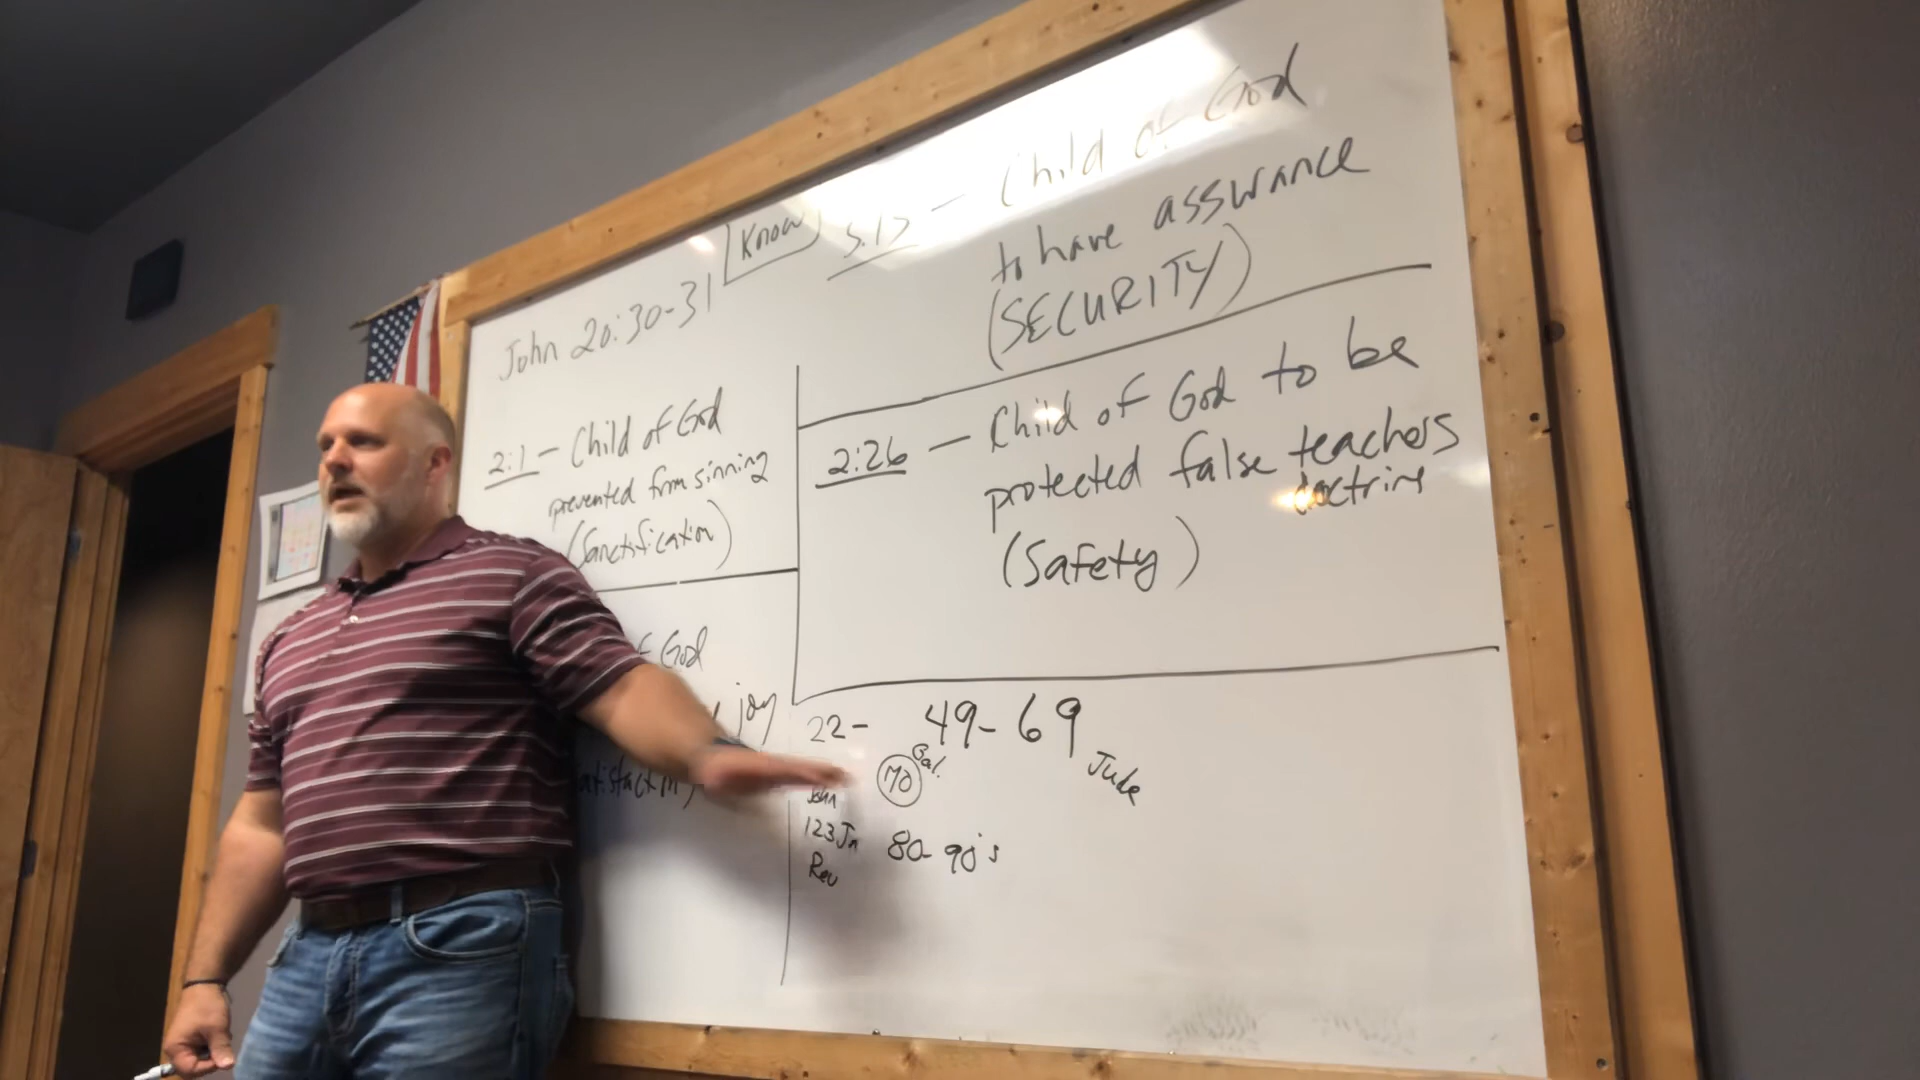 John 20:30-31
Know
5:13 - Child of God
to have assurance
(SECURITY)
2:1 - Child of God
prevented from sinning
(Sanctification)
2:26 - Child of God to be
protected false teachers
doctrine
(Safety)
God
joy
22- 49-69
70 Gal. Jude
John
123 Jn 80-90's
Rev